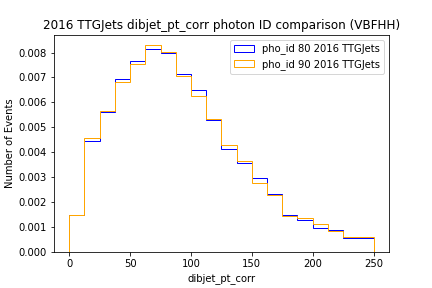 2016 TTGJets dibjet_pt_corr photon ID comparison (VBFHH)
pho_id 80 2016 TTGJets
pho_id 90 2016 TTGJets
Number of Events
0.008
0.007
0.006
0.005
0.004
0.003
0.002
0.001
0.000
0 50 100 150 200 250
dibjet_pt_corr